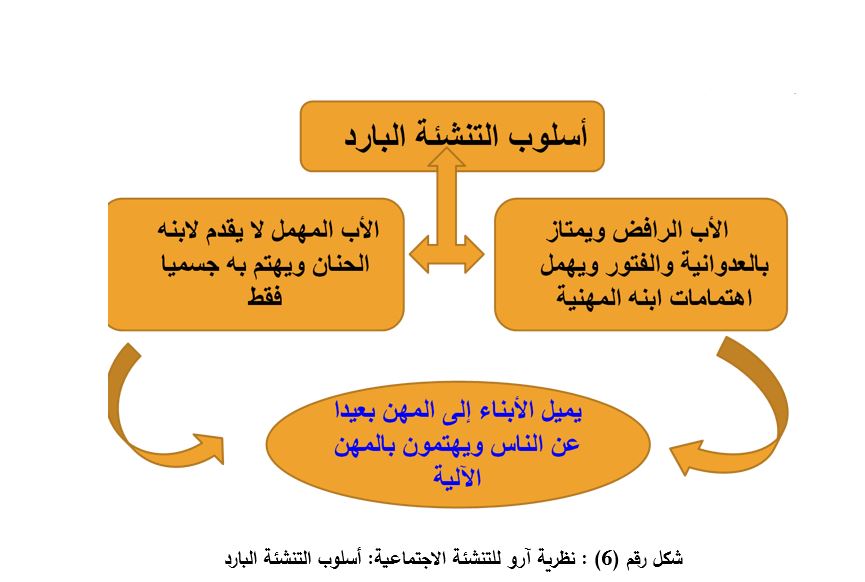 أسلوب التنشئة البارد
الأب الرافض ويمتاز
بالعدوانية والفتور ويهمل
اهتمامات ابنه المهنية
الأب المهمل لا يقدم لابنه
الحنان ويهتم به جسميا
فقط
يميل الأبناء إلى المهن بعيدا
عن الناس ويهتمون بالمهن
الآلية
شكل رقم (6) : نظرية آرو للتنشئة الاجتماعية: أسلوب التنشئة البارد